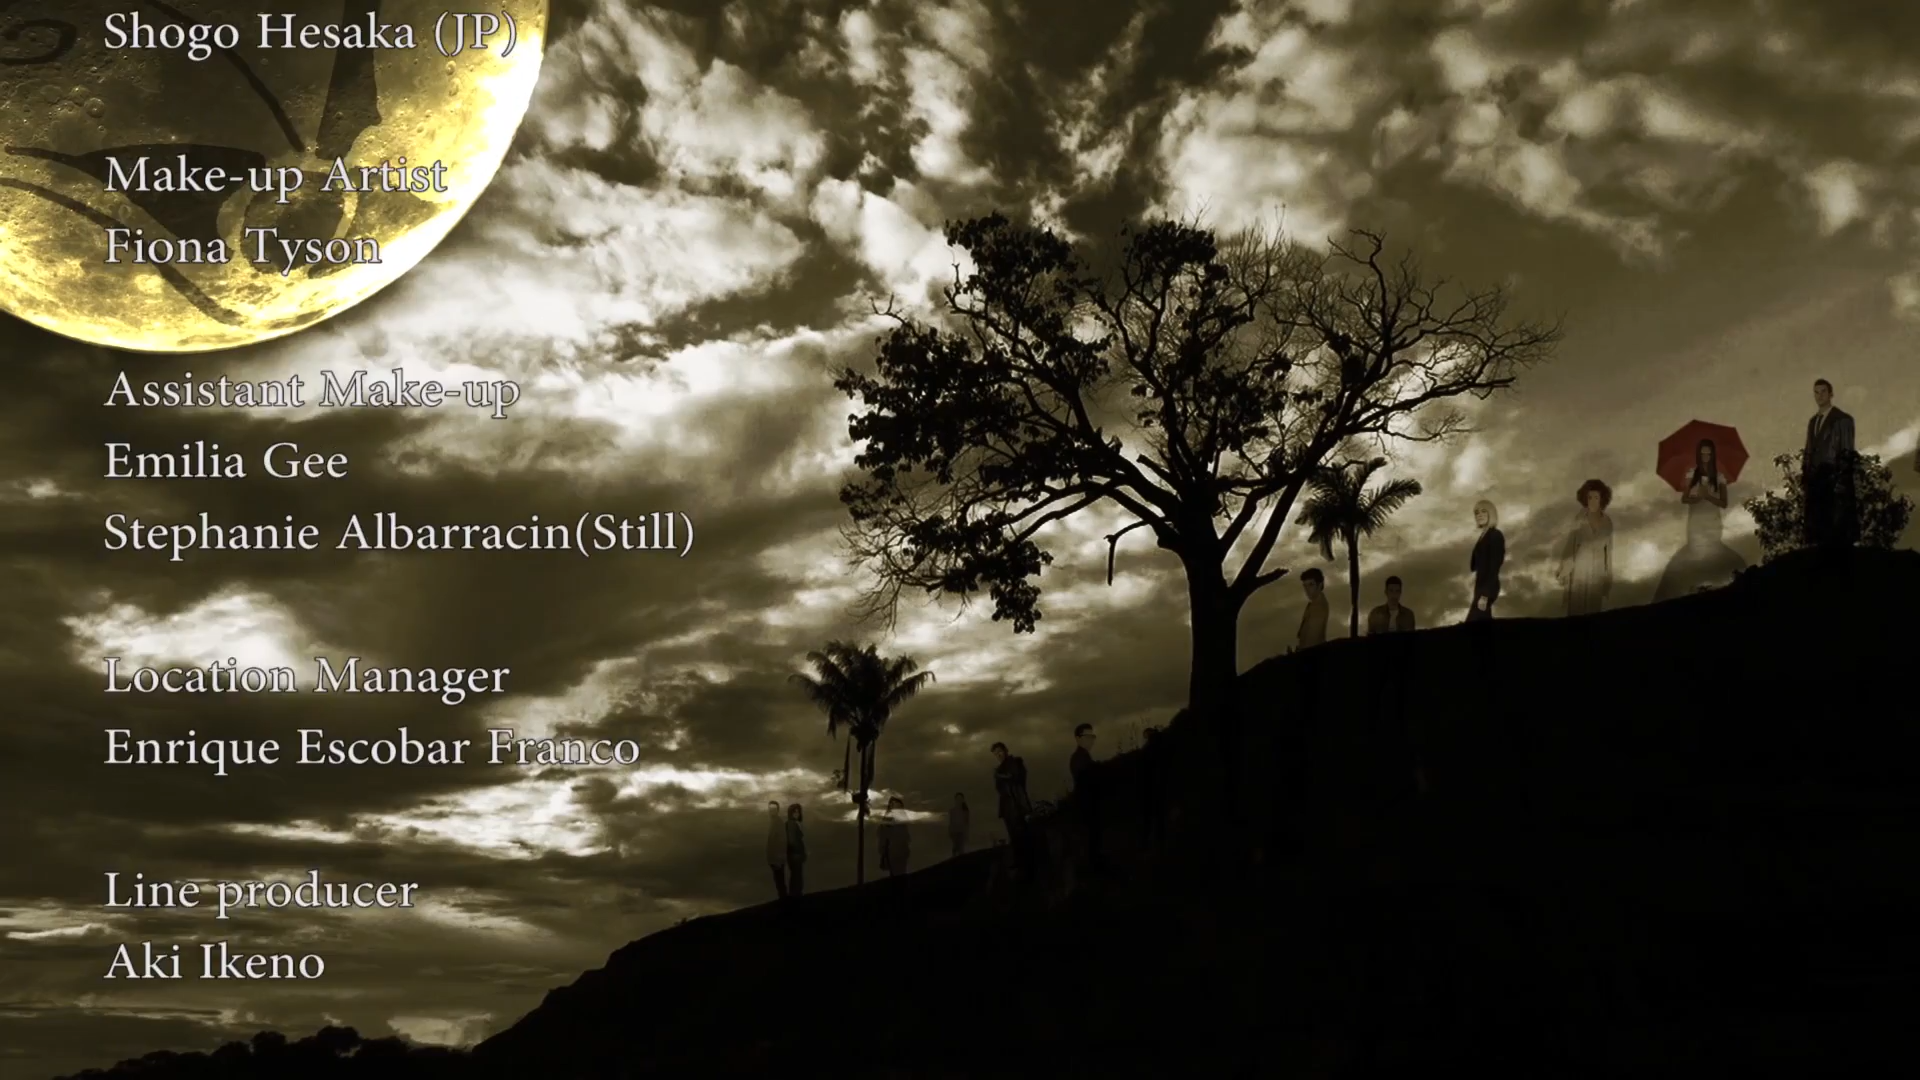 Shogo Hesaka (JP)
Make-up Artist
Fiona Tyson
Assistant Make-up
Emilia Gee
Stephanie Albarracin(Still)
Location Manager
Enrique Escobar Franco
Line producer
Aki Ikeno